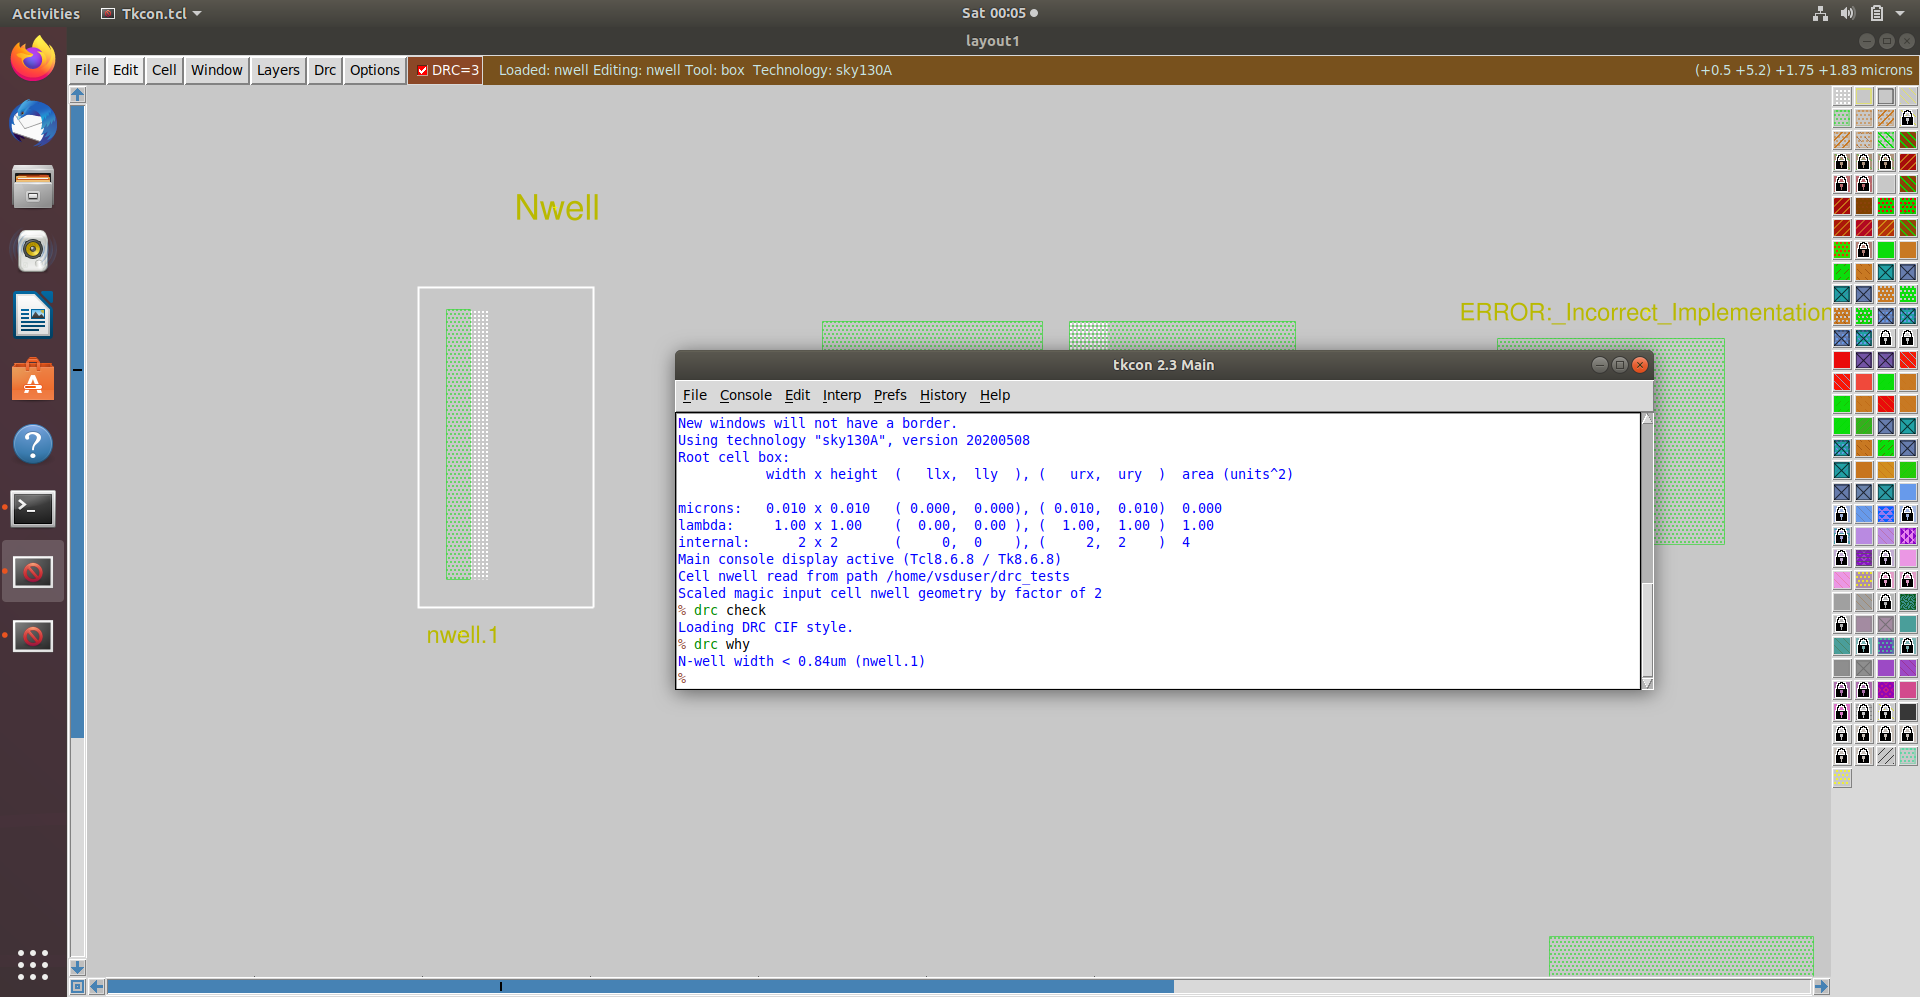 Activities Tkcon.tcl Sat 00:05
layout1
File Edit Cell Window Layers Drc Options DRC=3 Loaded: nwell Editing: nwell Tool: box Technology: sky130A (+0.5 +5.2) +1.75 +1.83 microns
Nwell
ERROR:_Incorrect_Implementation
nwell.1
tkcon 2.3 Main
File Console Edit Interp Prefs History Help
New windows will not have a border.
Using technology "sky130A", version 20200508
Root cell box:
width x height ( llx, lly ), ( urx, ury ) area (units^2)
microns: 0.010 x 0.010 ( 0.000, 0.000), ( 0.010, 0.010) 0.000
lambda: 1.00 x 1.00 ( 0.00, 0.00 ), ( 1.00, 1.00 ) 1.00
internal: 2 x 2 ( 0, 0 ), ( 2, 2 ) 4
Main console display active (Tcl8.6.8 / Tk8.6.8)
Cell nwell read from path /home/vsduser/drc_tests
Scaled magic input cell nwell geometry by factor of 2
% drc check
Loading DRC CIF style.
% drc why
N-well width < 0.84um (nwell.1)
%